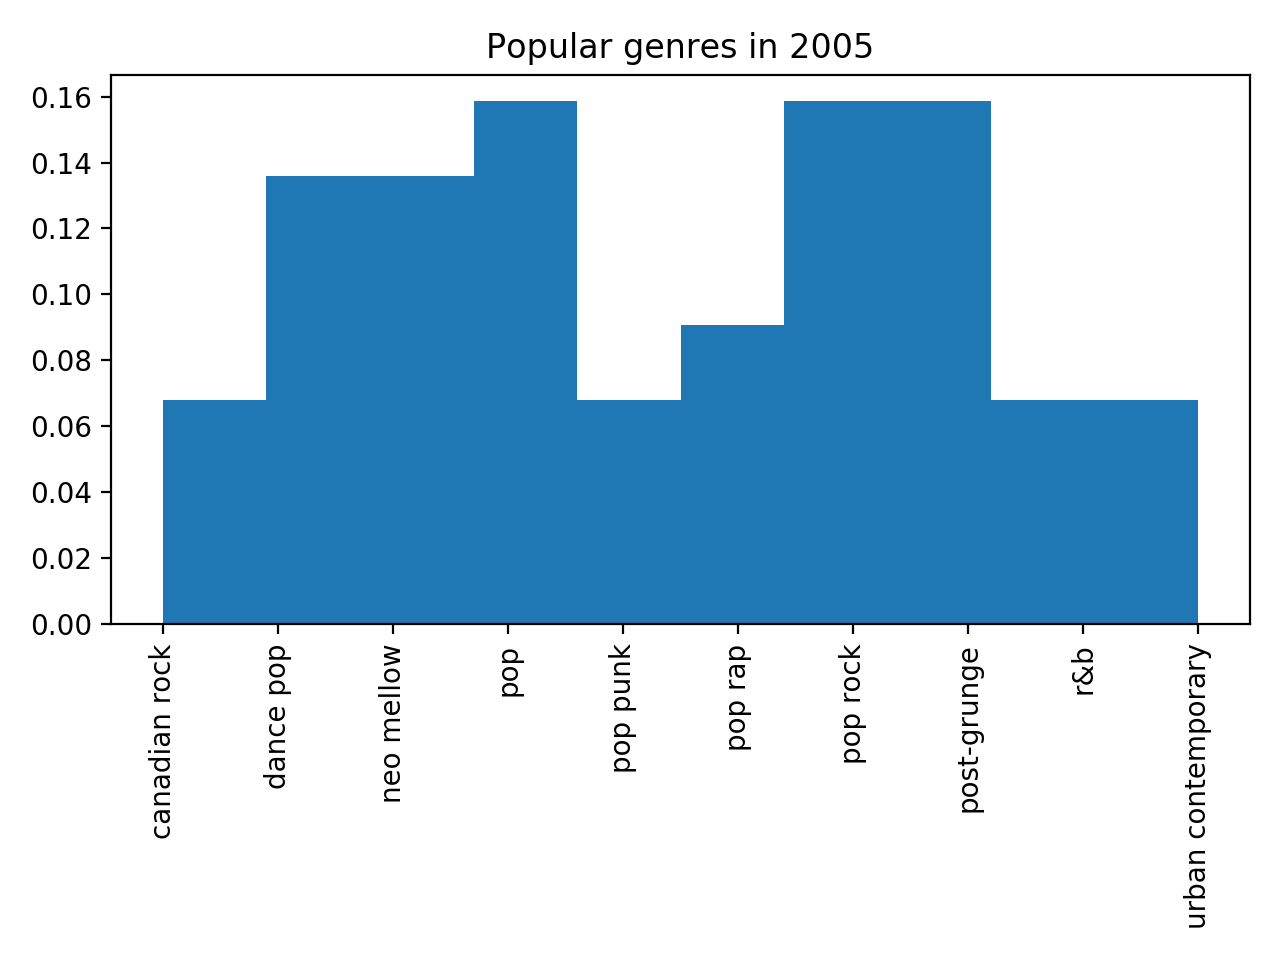 Popular genres in 2005
0.16
0.14
0.12
0.10
0.08
0.06
0.04
0.02
0.00
canadian rock
dance pop
neo mellow
pop
pop punk
pop rap
pop rock
post-grunge
r&b
urban contemporary